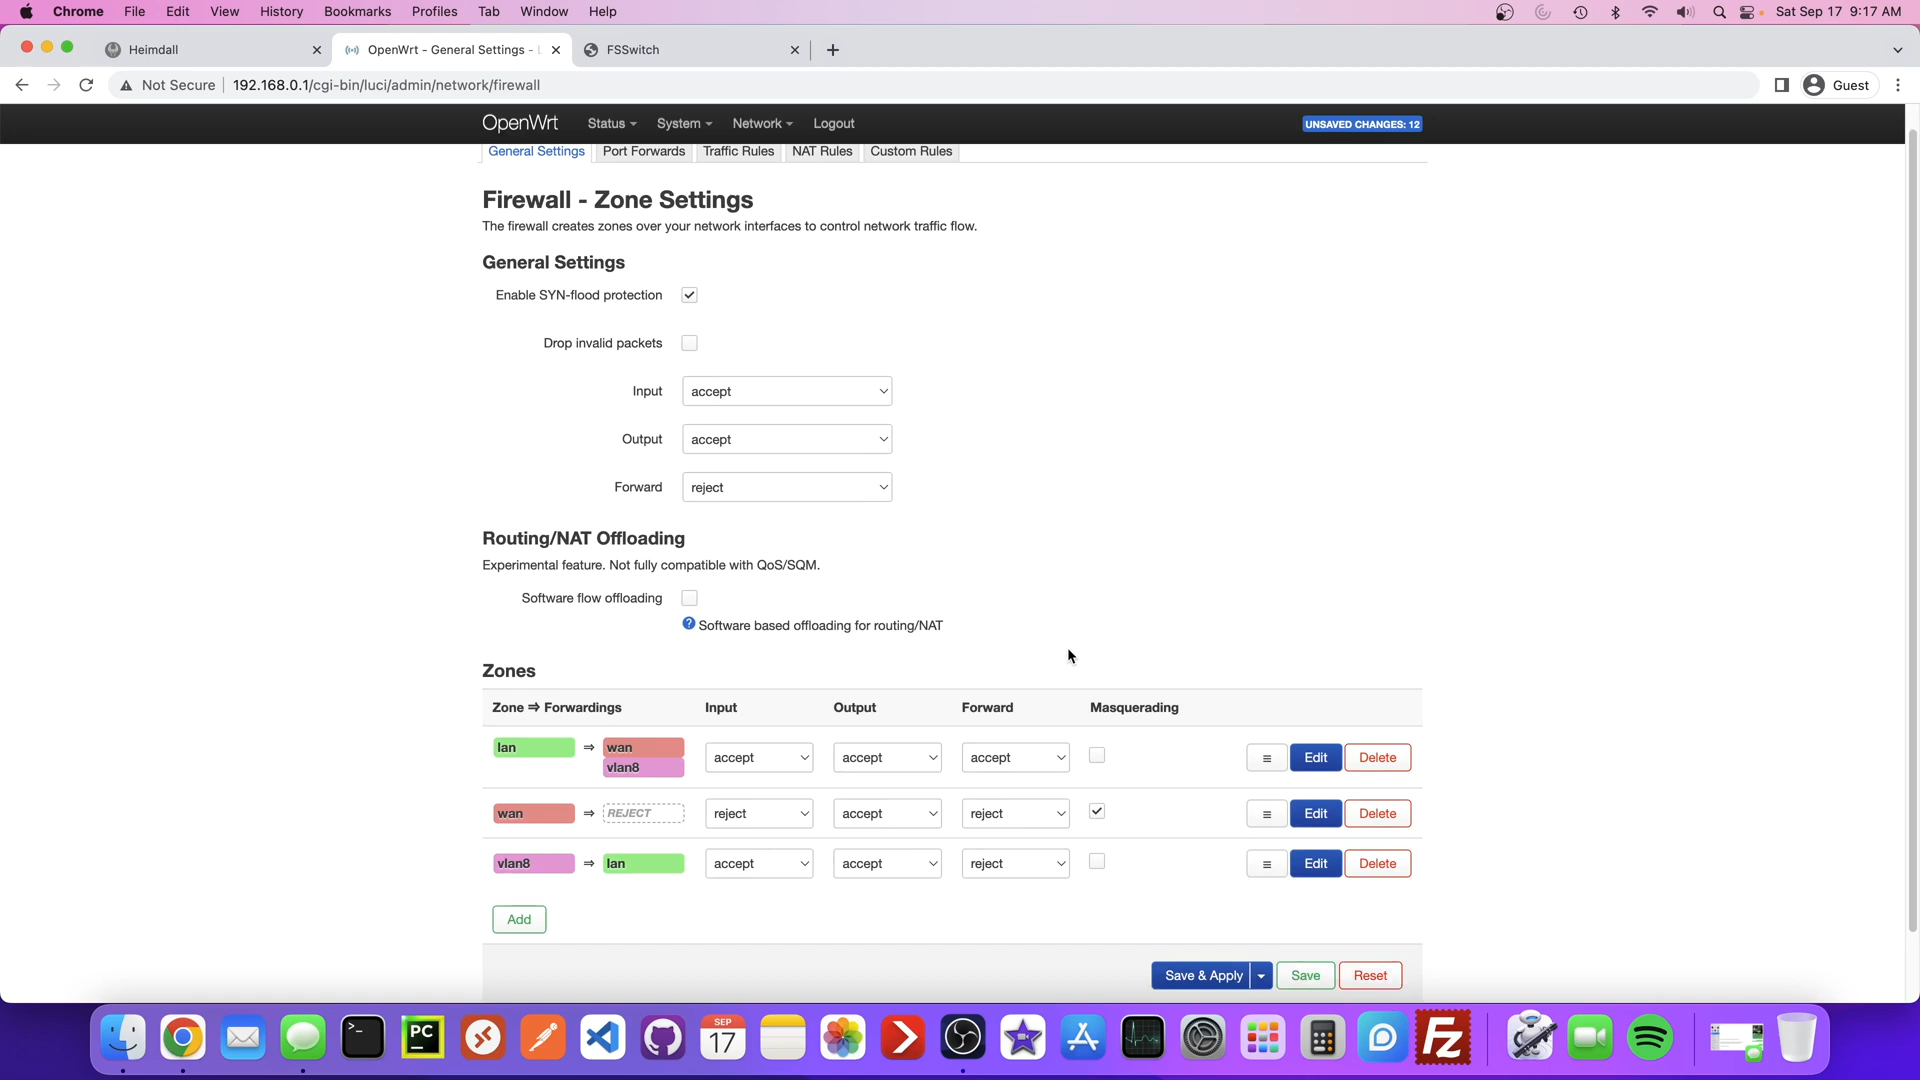 Chrome File Edit View History Bookmarks Profiles Tab Window Help Sat Sep 17 9:17 AM
Heimdall OpenWrt - General Settings - FSSwitch
Not Secure 192.168.0.1/cgi-bin/luci/admin/network/firewall Guest
OpenWrt Status System Network Logout UNSAVED CHANGES: 12
General Settings Port Forwards Traffic Rules NAT Rules Custom Rules
Firewall - Zone Settings
The firewall creates zones over your network interfaces to control network traffic flow.
General Settings
Enable SYN-flood protection
Drop invalid packets
Input accept
Output accept
Forward reject
Routing/NAT Offloading
Experimental feature. Not fully compatible with QoS/SQM.
Software flow offloading
? Software based offloading for routing/NAT
Zones
Zone ⇒ Forwardings Input Output Forward Masquerading
lan ⇒ wan accept accept accept Edit Delete
vlan8
wan ⇒ REJECT reject accept reject Edit Delete
vlan8 ⇒ lan accept accept reject Edit Delete
Add
Save & Apply Save Reset
PC SEP 17 FZ